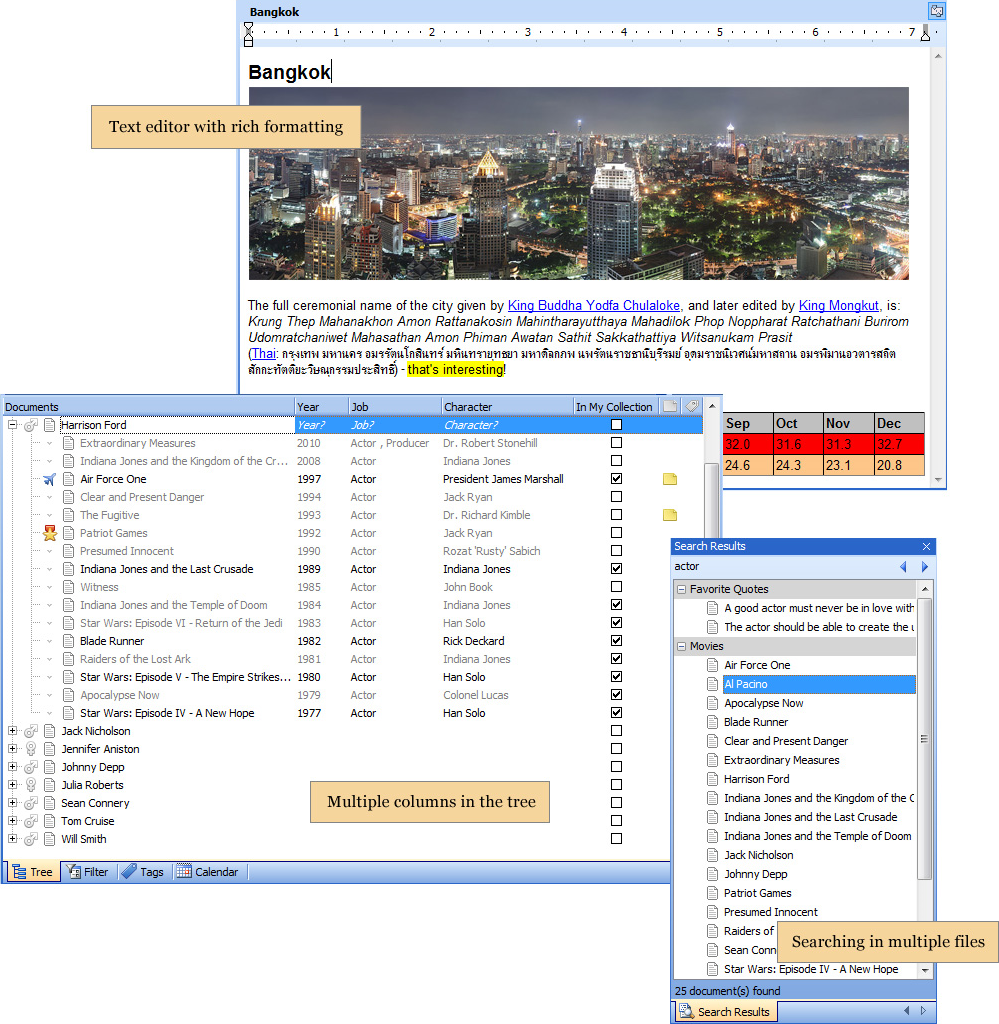 Bangkok
1 2 3 4 5 6 7
Bangkok
Text editor with rich formatting
The full ceremonial name of the city given by King Buddha Yodfa Chulaloke, and later edited by King Mongkut, is:
Krung Thep Mahanakhon Amon Rattanakosin Mahintharayutthaya Mahadilok Phop Noppharat Ratchathani Burirom
Udomratchaniwet Mahasathan Amon Phiman Awatan Sathit Sakkathattiya Witsanukam Prasit
(Thai: กรุงเทพ มหานคร อมรรัตนโกสินทร์ มหินทรายุทธยา มหาดิลกภพ นพรัตนราชธานีบุรีรมย์ อุดมราชนิเวศน์มหาสถาน อมรพิมานอวตารสถิต
สักกะทัตติยะวิษณุกรรมประสิทธิ์) - that's interesting!
Sep Oct Nov Dec
32.0 31.6 31.3 32.7
24.6 24.3 23.1 20.8
Documents Year Job Character In My Collection
Harrison Ford Year? Job? Character?
Extraordinary Measures 2010 Actor , Producer Dr. Robert Stonehill
Indiana Jones and the Kingdom of the Cr... 2008 Actor Indiana Jones
Air Force One 1997 Actor President James Marshall
Clear and Present Danger 1994 Actor Jack Ryan
The Fugitive 1993 Actor Dr. Richard Kimble
Patriot Games 1992 Actor Jack Ryan
Presumed Innocent 1990 Actor Rozat 'Rusty' Sabich
Indiana Jones and the Last Crusade 1989 Actor Indiana Jones
Witness 1985 Actor John Book
Indiana Jones and the Temple of Doom 1984 Actor Indiana Jones
Star Wars: Episode VI - Return of the Jedi 1983 Actor Han Solo
Blade Runner 1982 Actor Rick Deckard
Raiders of the Lost Ark 1981 Actor Indiana Jones
Star Wars: Episode V - The Empire Strikes... 1980 Actor Han Solo
Apocalypse Now 1979 Actor Colonel Lucas
Star Wars: Episode IV - A New Hope 1977 Actor Han Solo
Jack Nicholson
Jennifer Aniston
Johnny Depp
Julia Roberts
Sean Connery
Tom Cruise
Will Smith
Multiple columns in the tree
Tree Filter Tags Calendar
Search Results
actor
Favorite Quotes
A good actor must never be in love with
The actor should be able to create the u
Movies
Air Force One
Al Pacino
Apocalypse Now
Blade Runner
Clear and Present Danger
Extraordinary Measures
Harrison Ford
Indiana Jones and the Kingdom of the C
Indiana Jones and the Last Crusade
Indiana Jones and the Temple of Doom
Jack Nicholson
Johnny Depp
Patriot Games
Presumed Innocent
Raiders of
Sean Conn
Star Wars: Episode IV - A New Hope
Searching in multiple files
25 document(s) found
Search Results